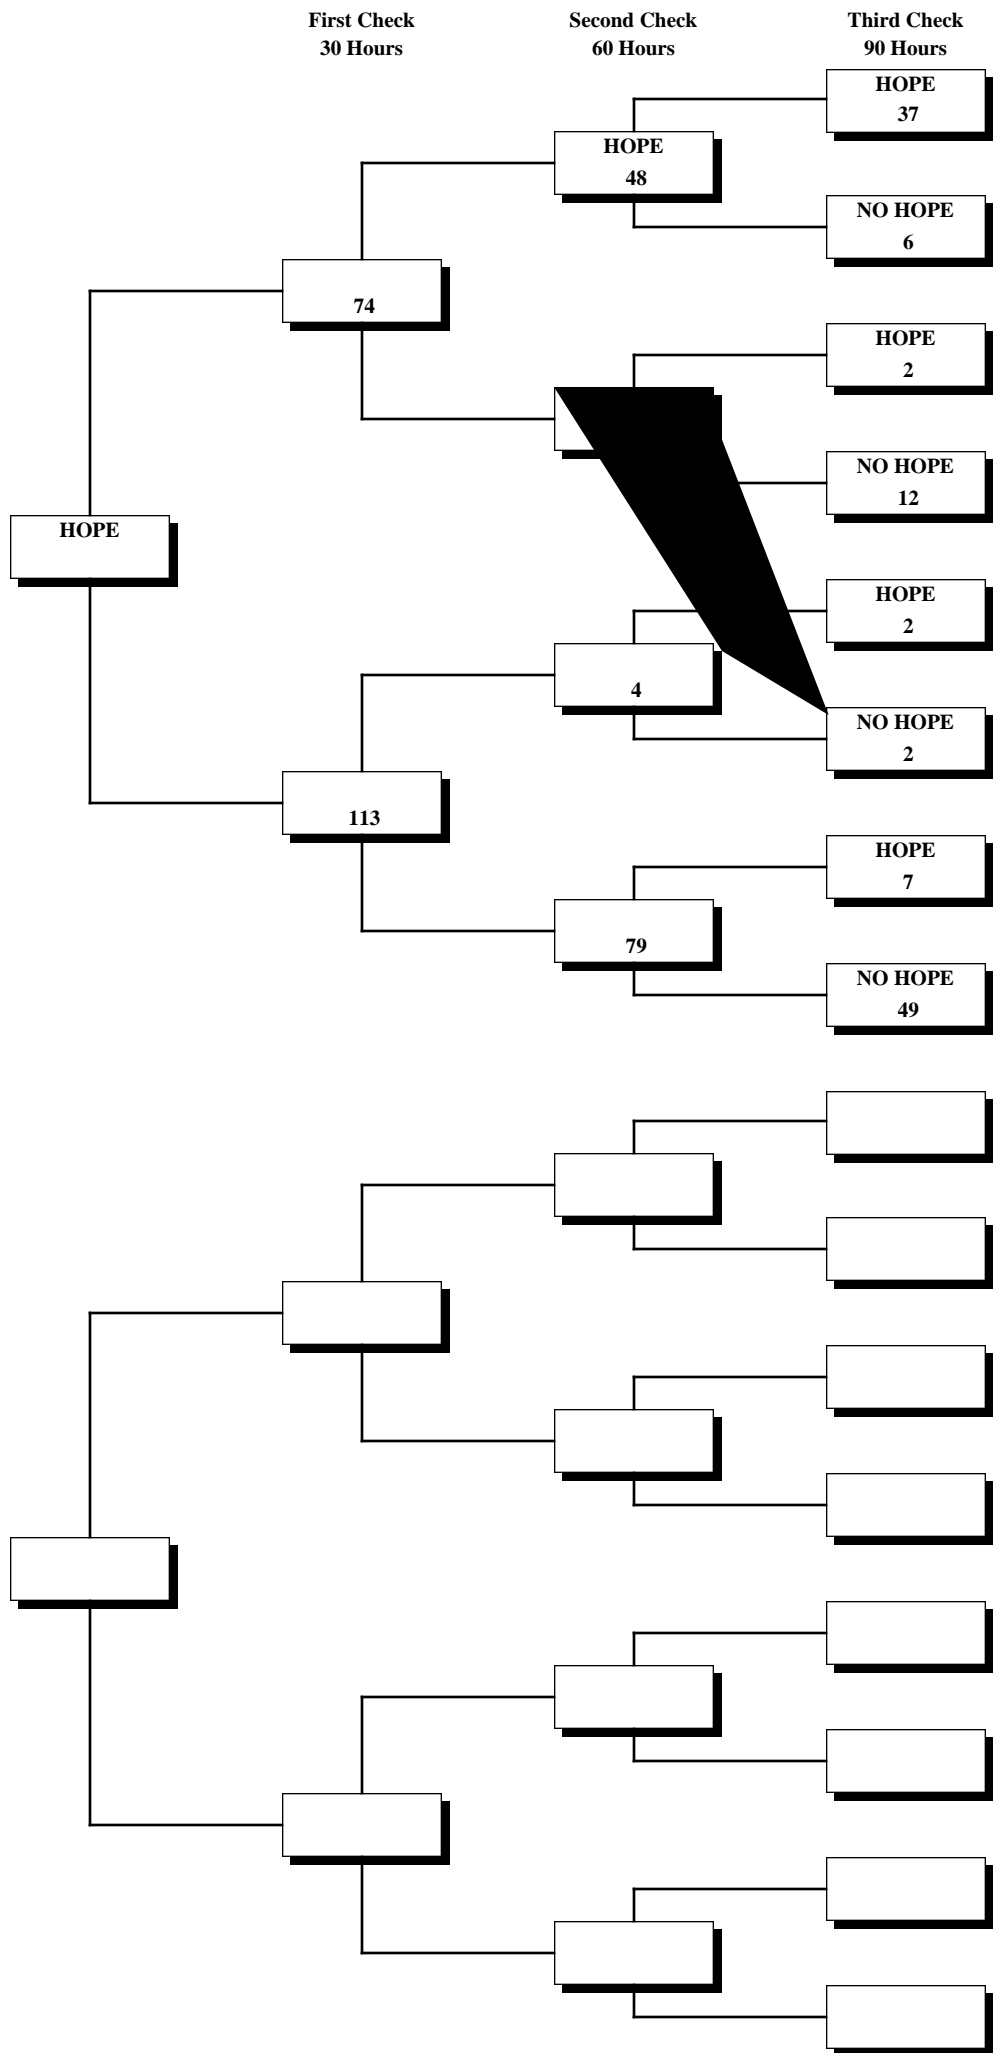 First Check
30 Hours
Second Check
60 Hours
Third Check
90 Hours
HOPE
37
HOPE
48
NO HOPE
6
74
HOPE
2
NO HOPE
12
HOPE
HOPE
2
4
NO HOPE
2
113
HOPE
7
79
NO HOPE
49